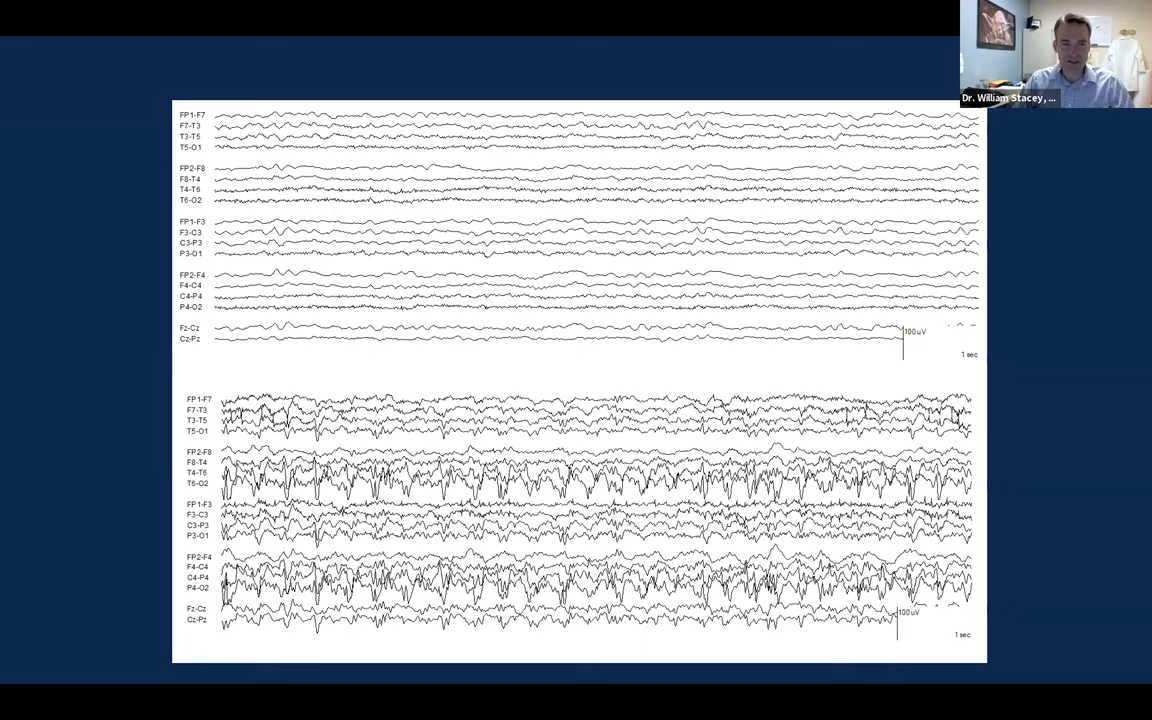 Dr. William Stacey, ...
FP1-F7
F7-T3
T3-T5
T5-O1
FP2-F8
F8-T4
T4-T6
T6-O2
FP1-F3
F3-C3
C3-P3
P3-O1
FP2-F4
F4-C4
C4-P4
P4-O2
Fz-Cz
Cz-Pz
100 uV
1 sec
FP1-F7
F7-T3
T3-T5
T5-O1
FP2-F8
F8-T4
T4-T6
T6-O2
FP1-F3
F3-C3
C3-P3
P3-O1
FP2-F4
F4-C4
C4-P4
P4-O2
Fz-Cz
Cz-Pz
100 uV
1 sec